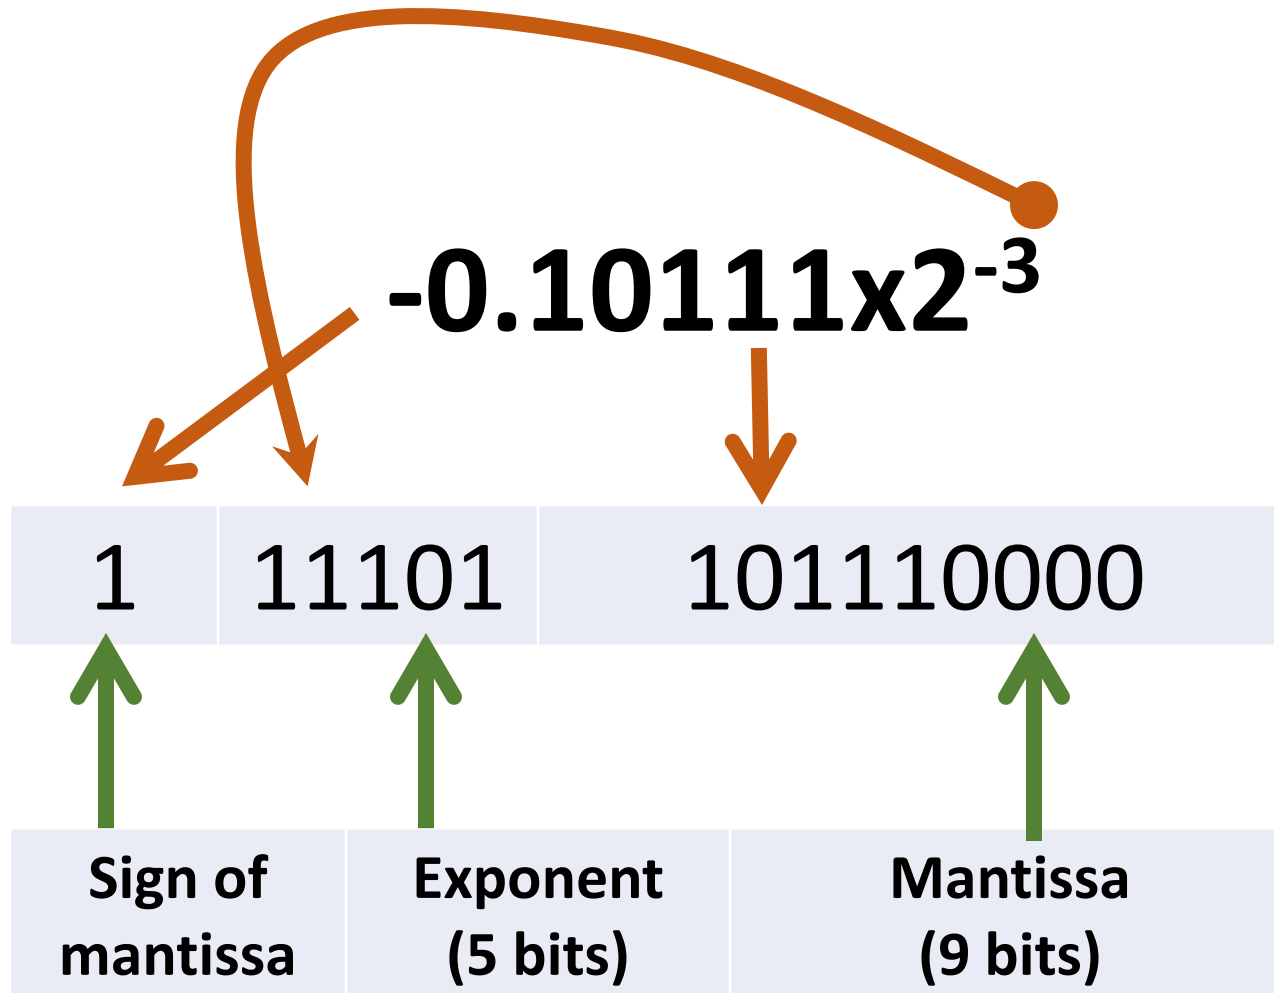 -0.10111x2⁻³
1 11101 101110000
Sign of Exponent Mantissa
mantissa (5 bits) (9 bits)